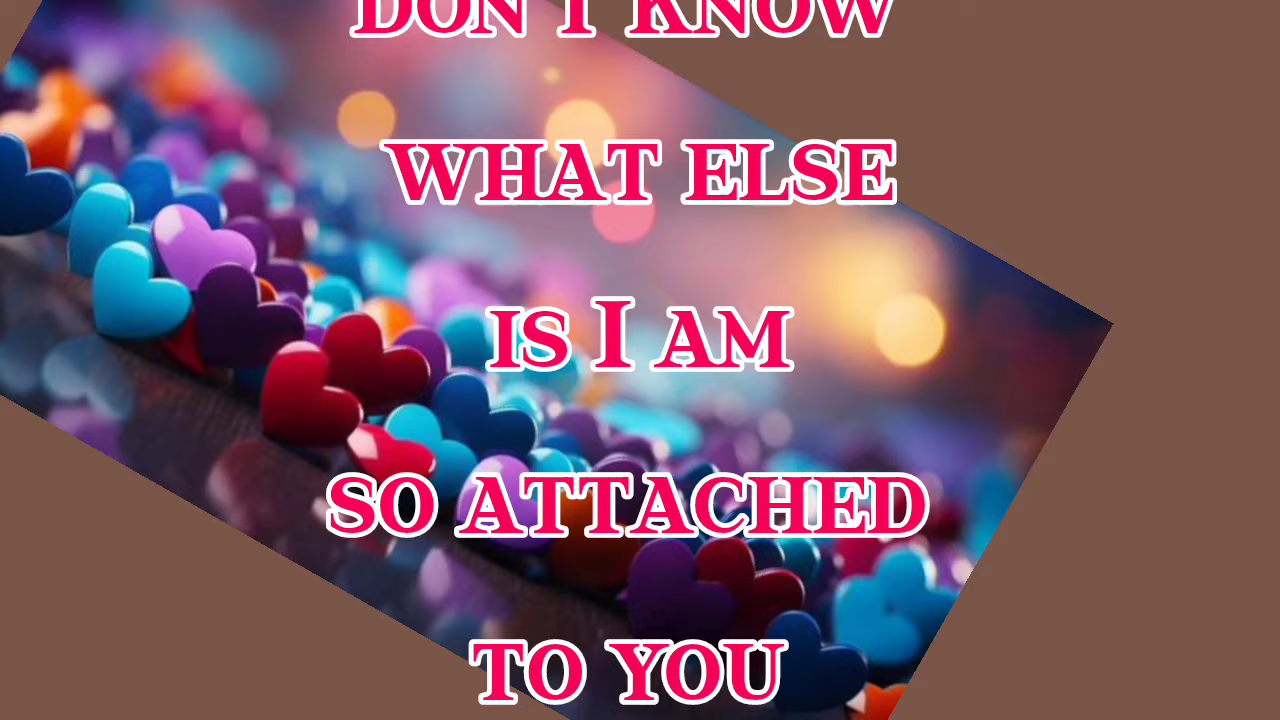 DON'T KNOW
WHAT ELSE
IS I AM
SO ATTACHED
TO YOU